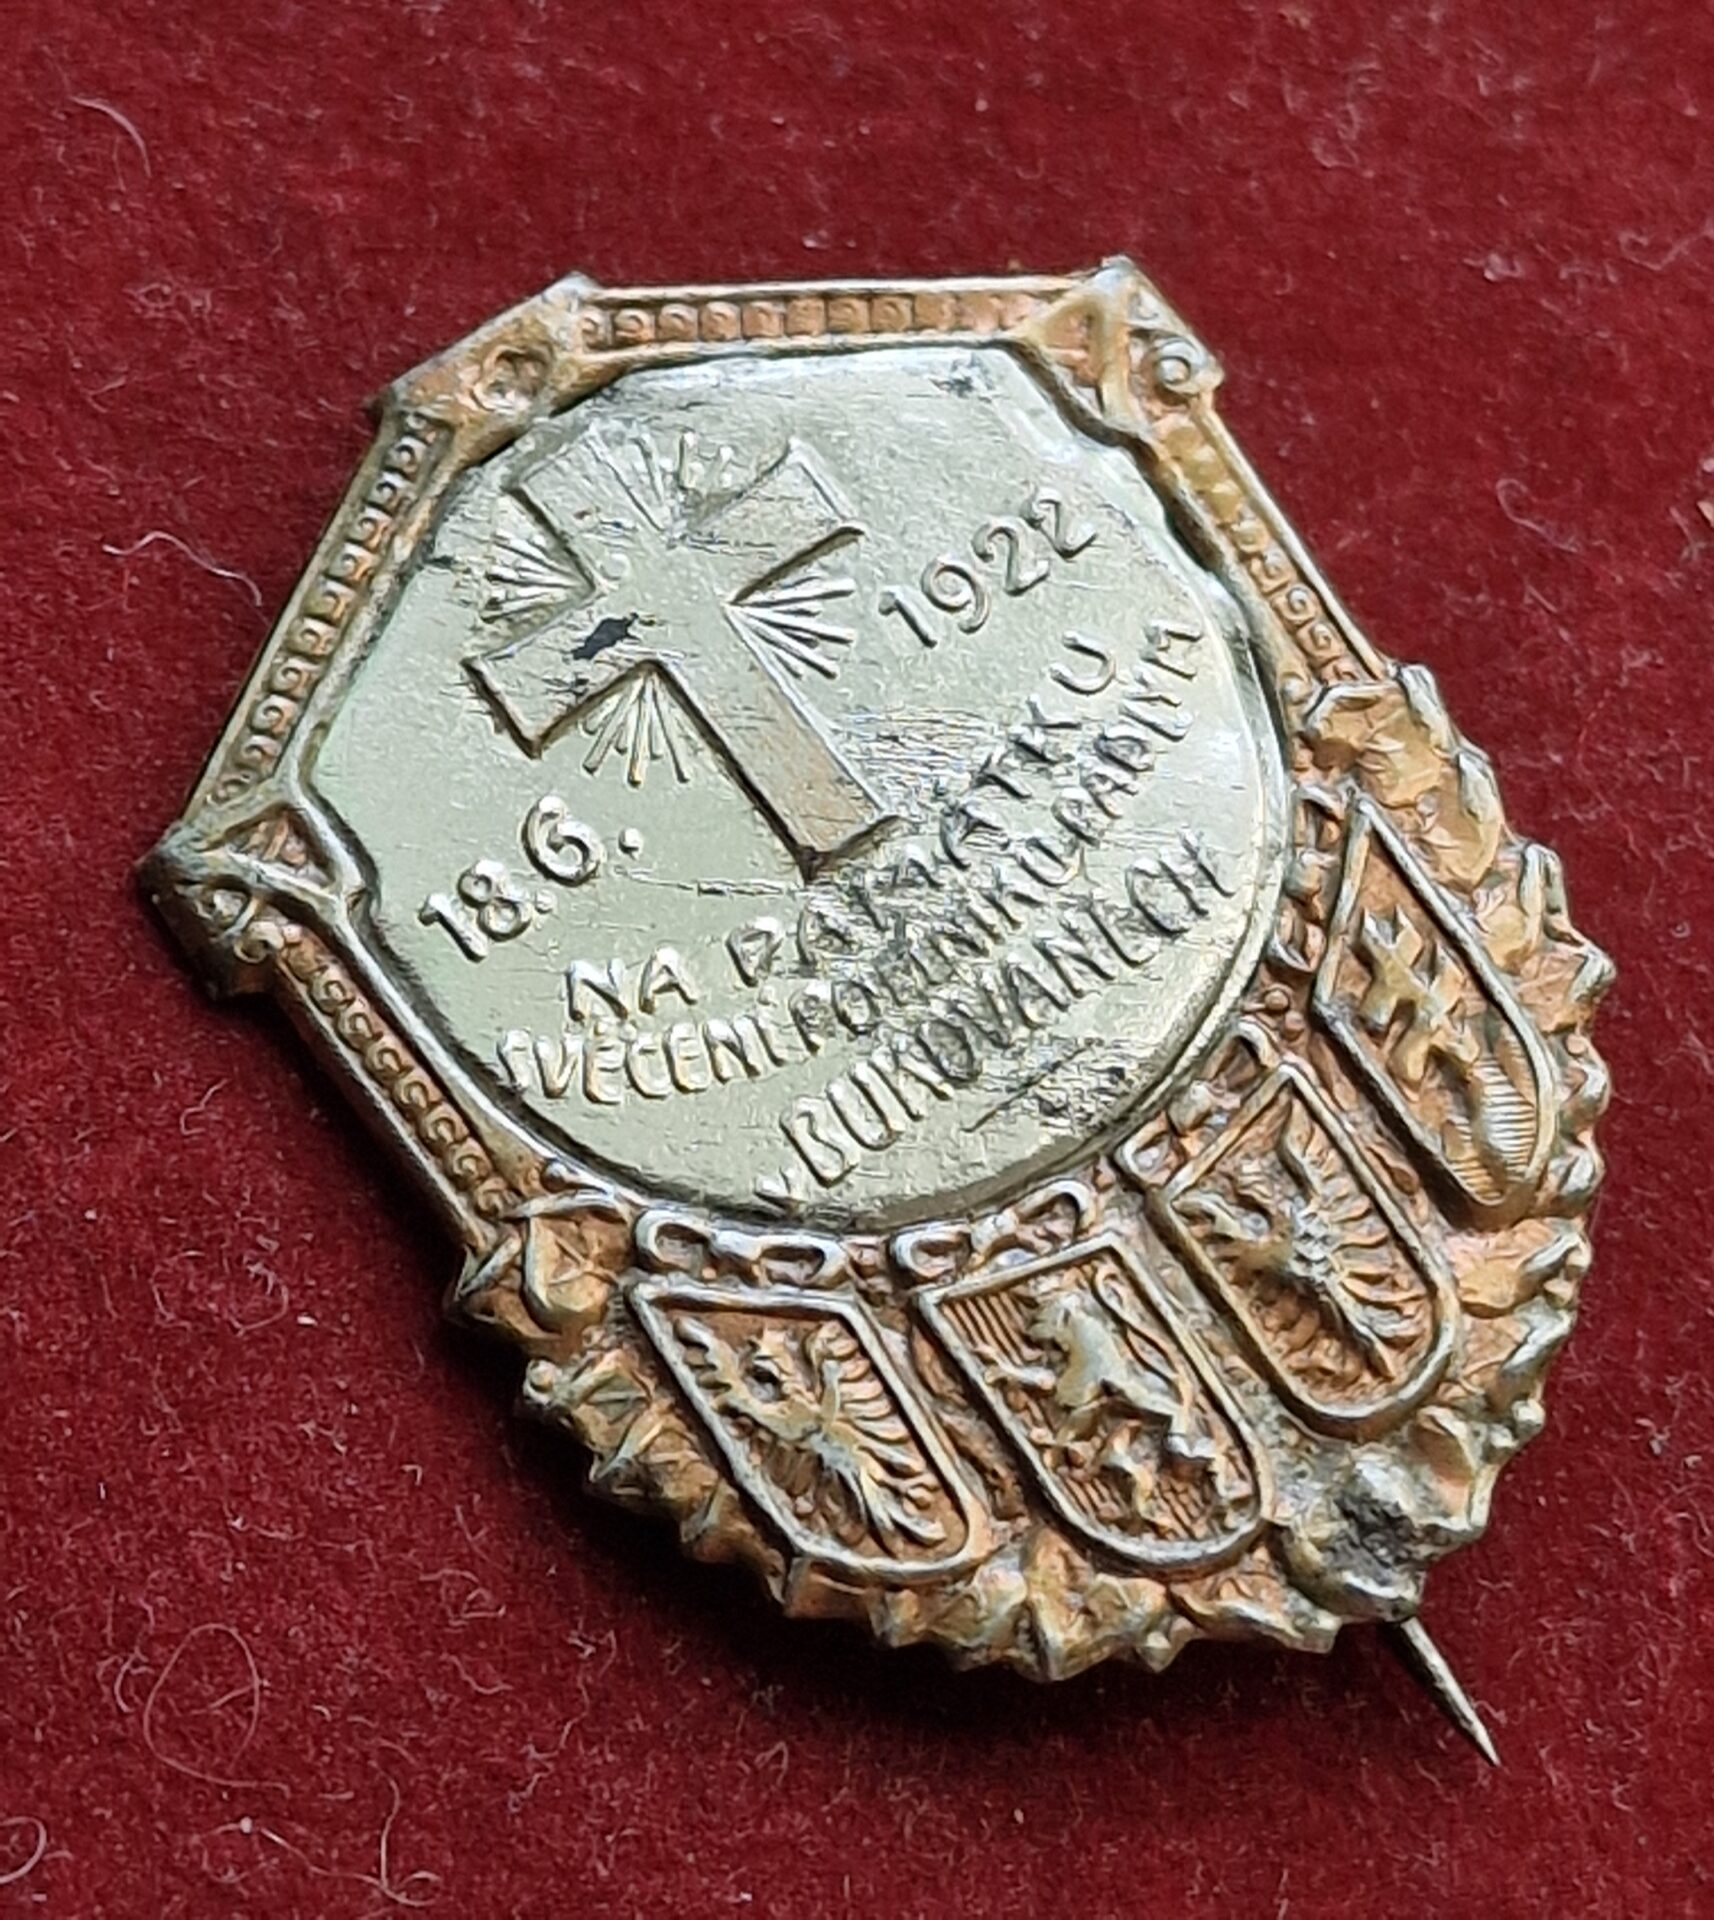 18.6. 1922
NA PAMÁTKU
SVĚCENÍ POMNÍKU PADLÝM
v BUKOVANECH